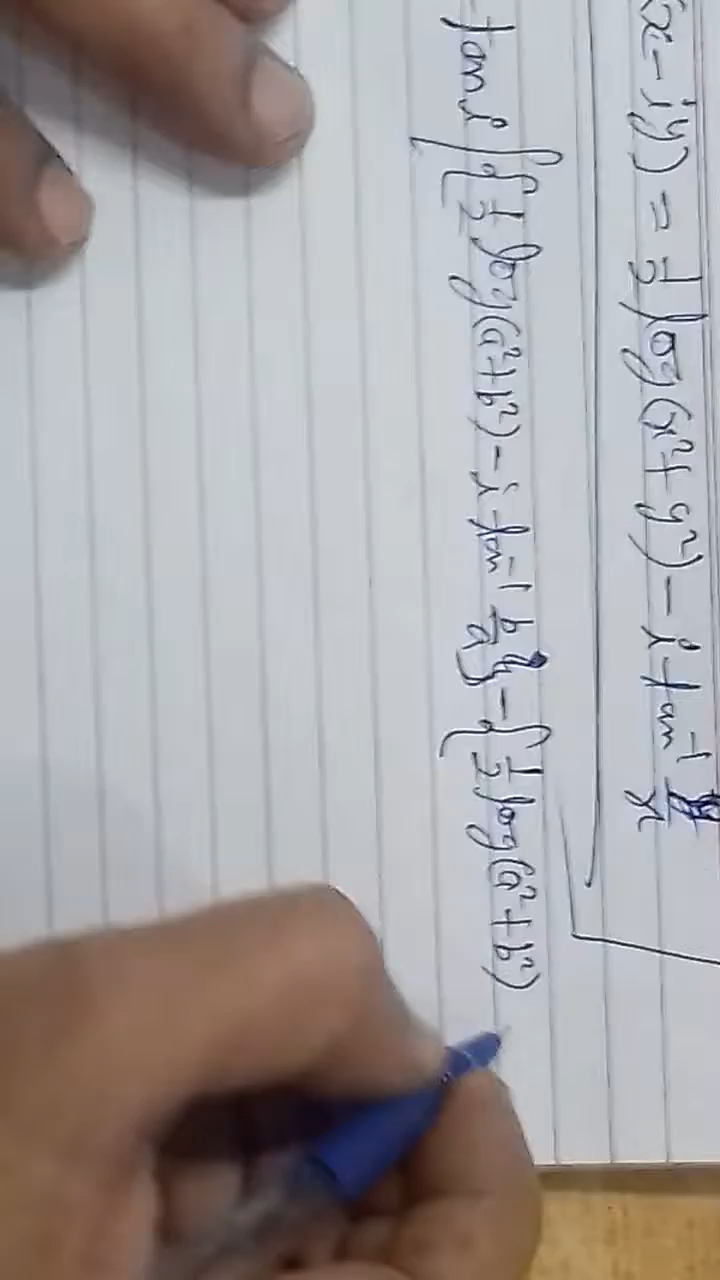 (x - iy) = 1/2 log(x² + y²) - i tan⁻¹ y/x
tan i [{1/2 log(a² + b²) - i tan⁻¹ b/a} - {1/2 log(a² + b²)